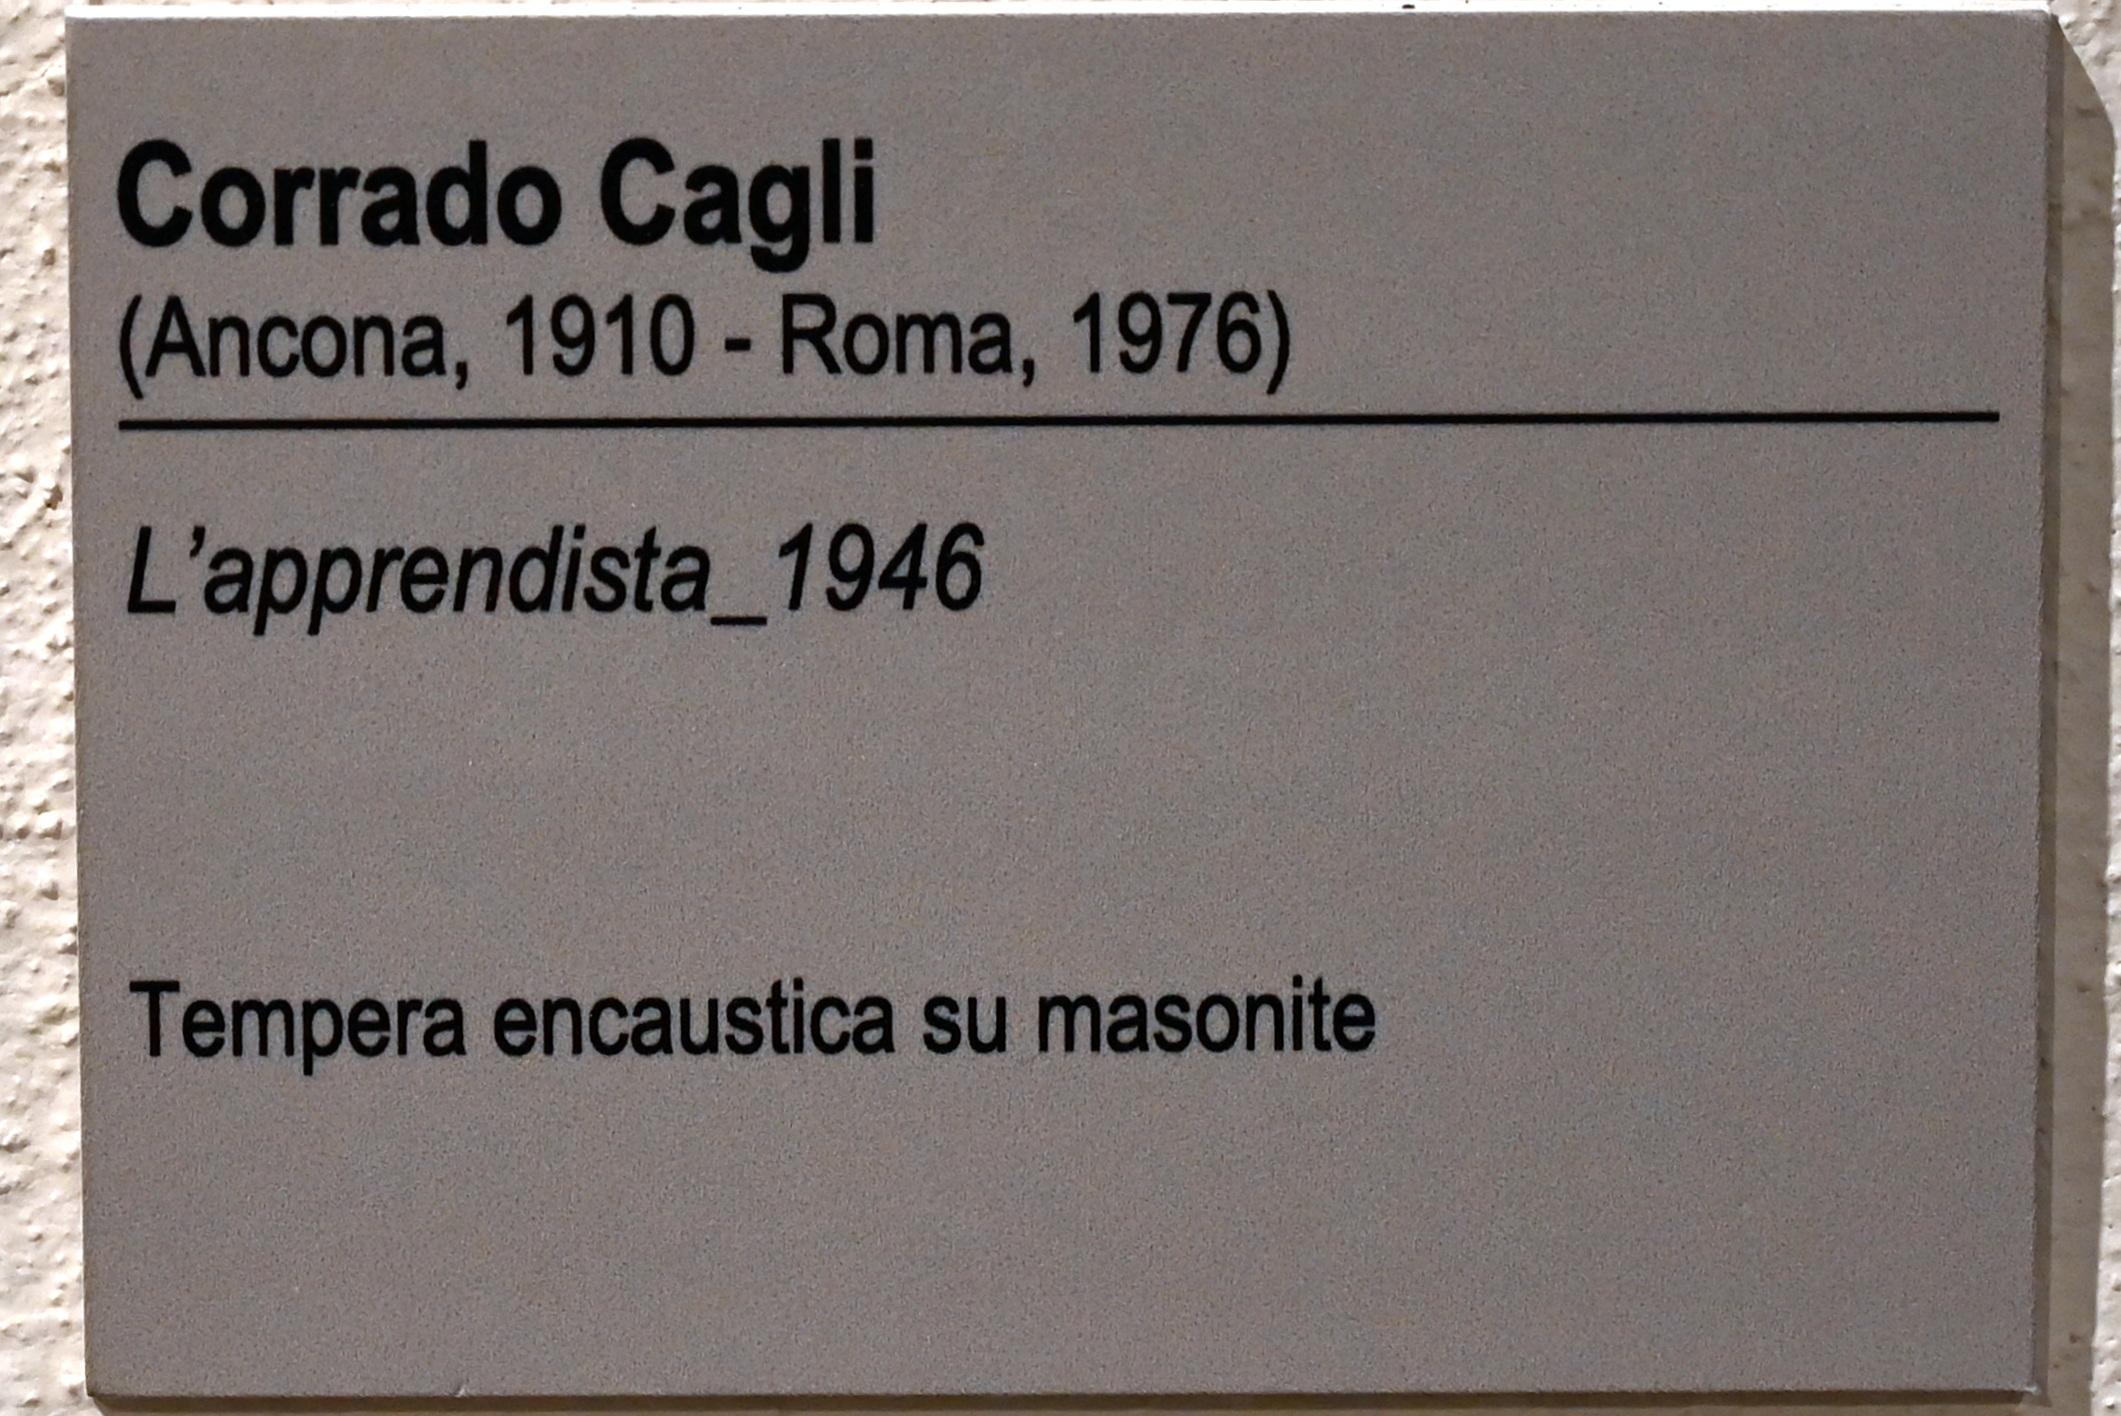 Corrado Cagli
(Ancona, 1910 - Roma, 1976)
L’apprendista_1946
Tempera encaustica su masonite